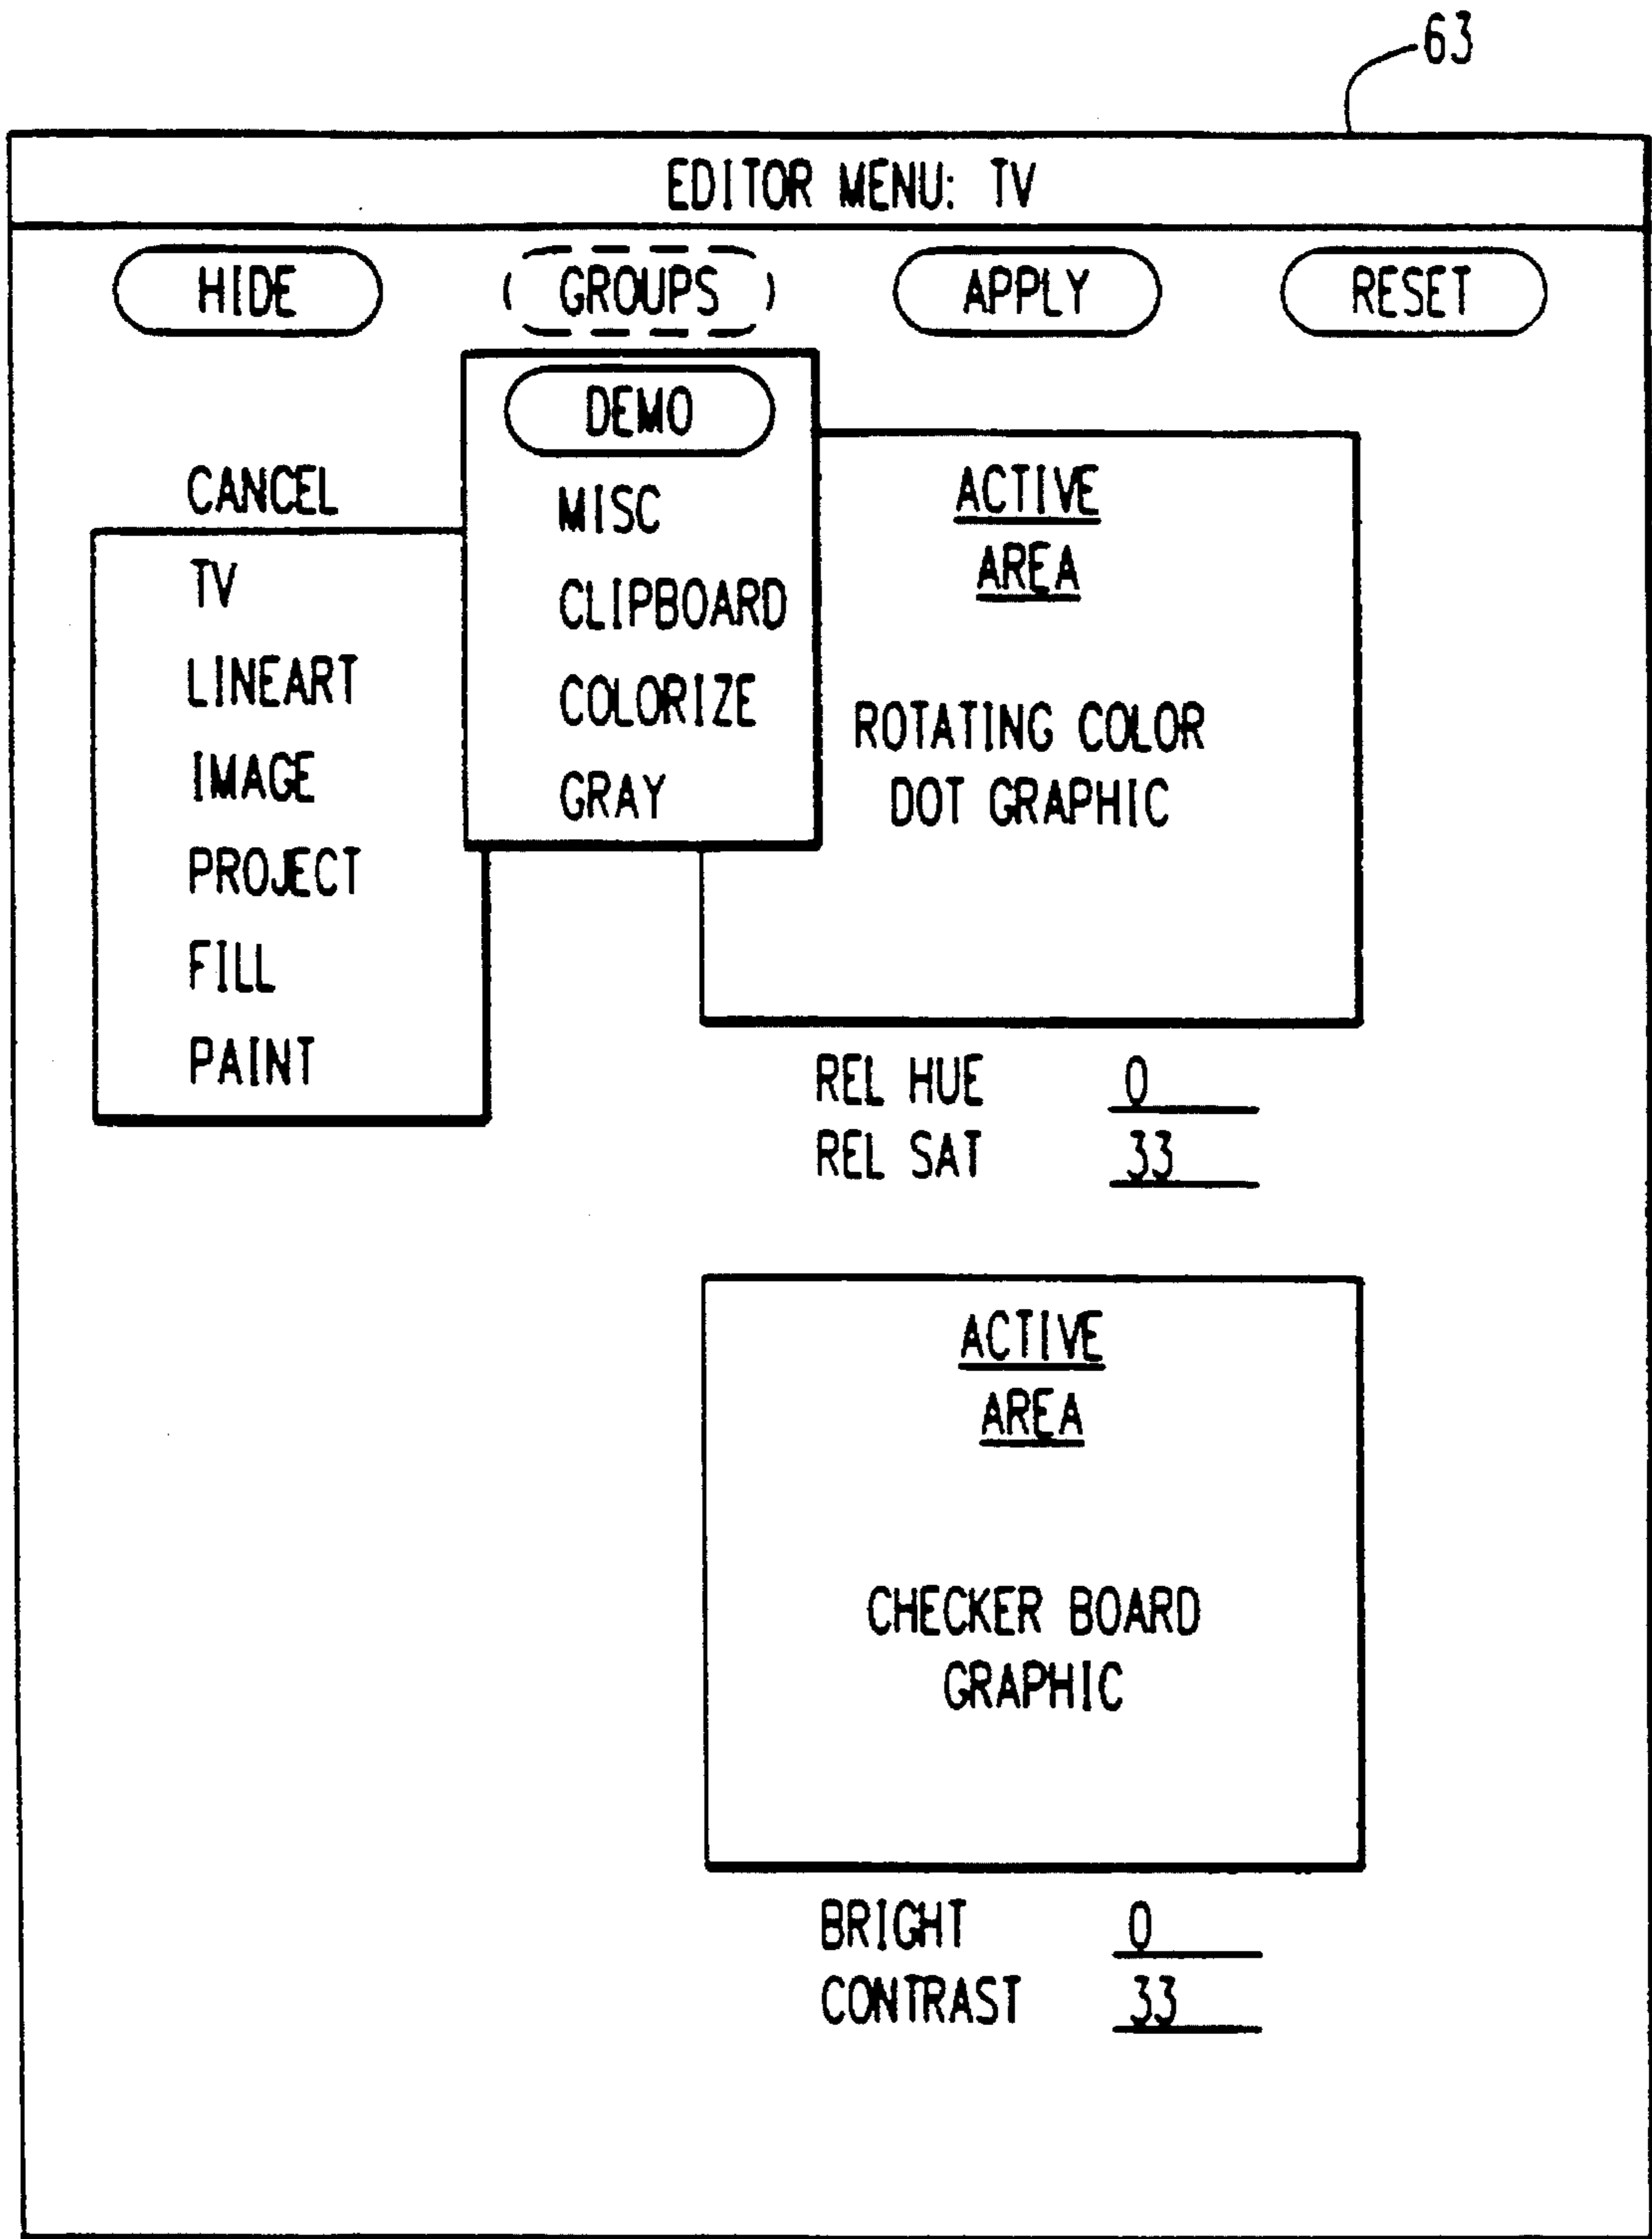 63
EDITOR MENU: TV
HIDE GROUPS APPLY RESET
DEMO
MISC
CLIPBOARD
COLORIZE
GRAY
CANCEL
TV
LINEART
IMAGE
PROJECT
FILL
PAINT
ACTIVE
AREA
ROTATING COLOR
DOT GRAPHIC
REL HUE 0
REL SAT 33
ACTIVE
AREA
CHECKER BOARD
GRAPHIC
BRIGHT 0
CONTRAST 33